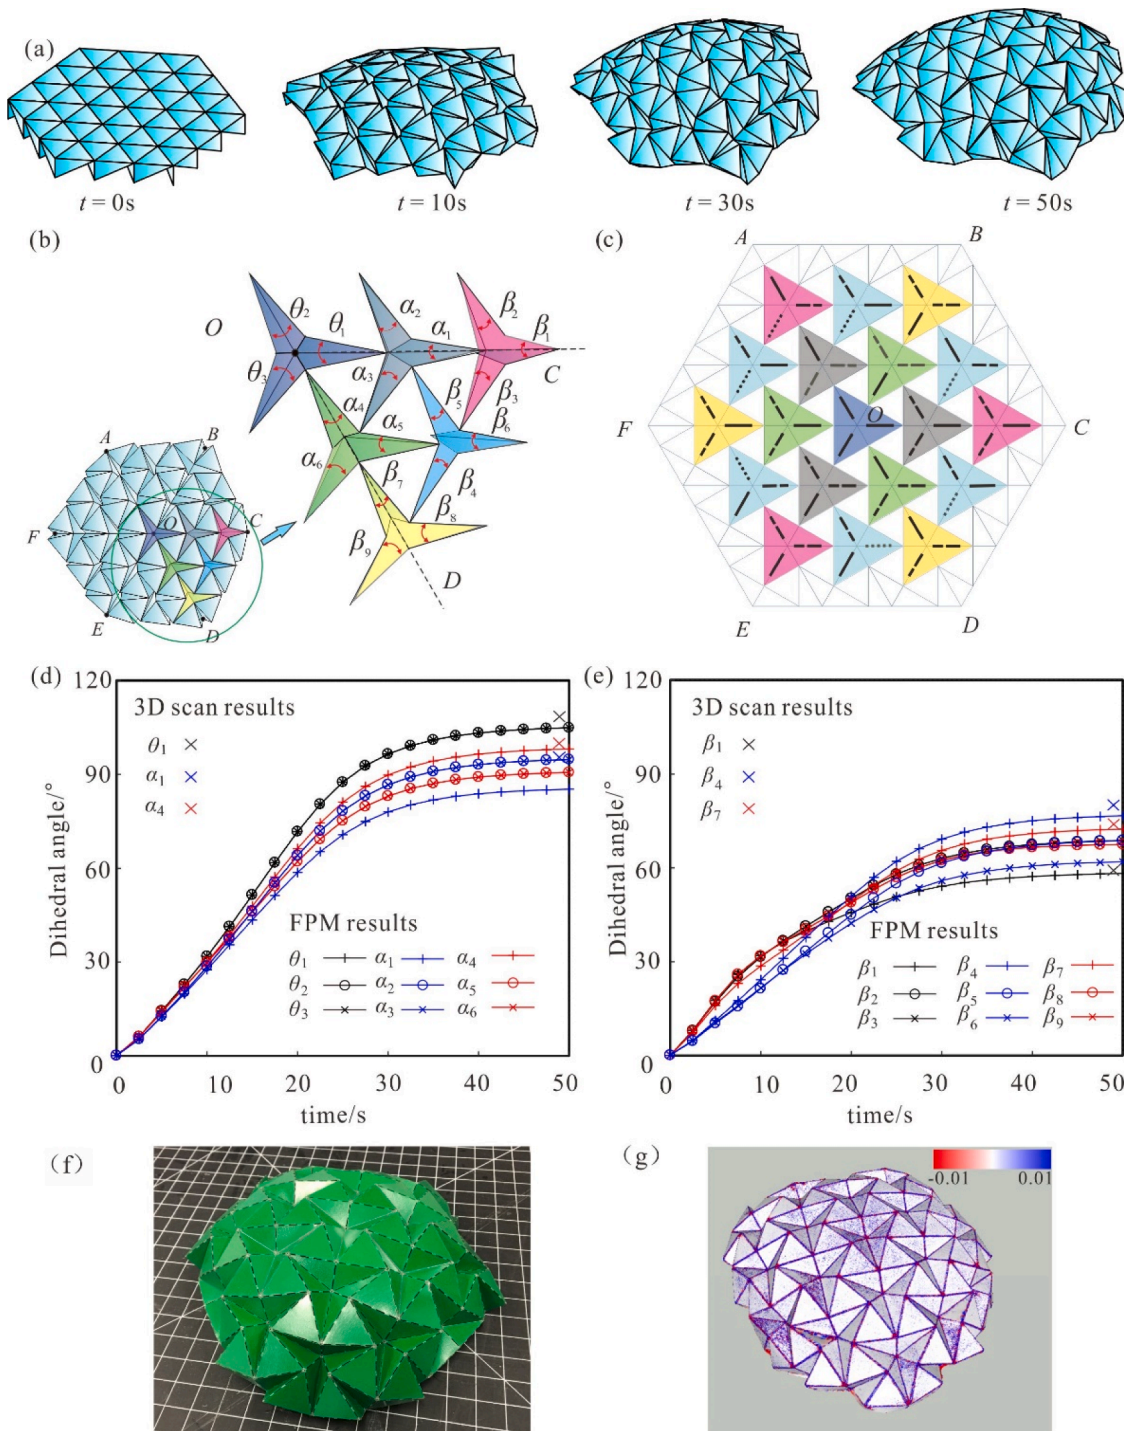 (a)
t = 0s
t = 10s
t = 30s
t = 50s
(b)
O
θ2
θ1
θ3
α2
α1
α3
β2
β1
β3
C
α4
α5
α6
β5
β6
β4
β7
β8
β9
D
A
B
O
C
F
E
D
(c)
A
B
F
O
C
E
D
(d)
120
90
60
30
0
Dihedral angle/°
3D scan results
θ1
α1
α4
FPM results
θ1 α1 α4
θ2 α2 α5
θ3 α3 α6
0 10 20 30 40 50
time/s
(e)
120
90
60
30
0
Dihedral angle/°
3D scan results
β1
β4
β7
FPM results
β1 β4 β7
β2 β5 β8
β3 β6 β9
0 10 20 30 40 50
time/s
(f)
(g)
-0.01 0.01